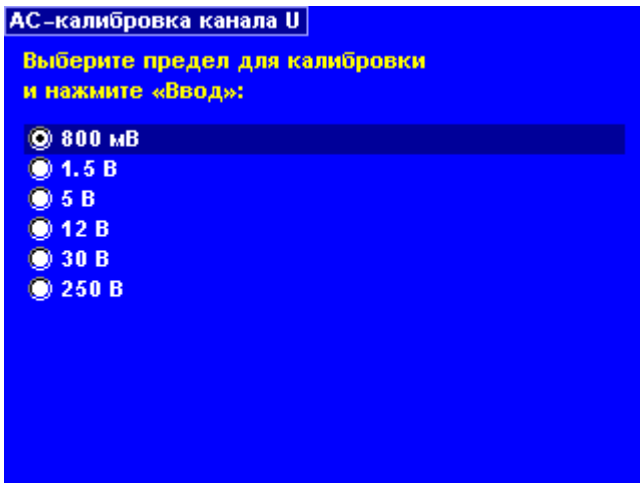 АС-калибровка канала U
Выберите предел для калибровки
и нажмите «Ввод»:
800 мВ
1.5 В
5 В
12 В
30 В
250 В